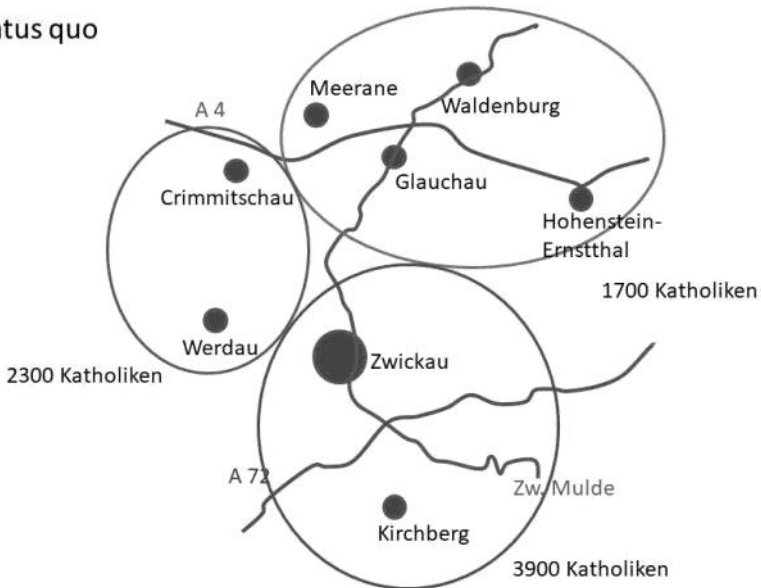 tus quo
Meerane
A 4
Waldenburg
Crimmitschau
Glauchau
Hohenstein-
Ernstthal
1700 Katholiken
Werdau
Zwickau
2300 Katholiken
A 72
Zw. Mulde
Kirchberg
3900 Katholiken